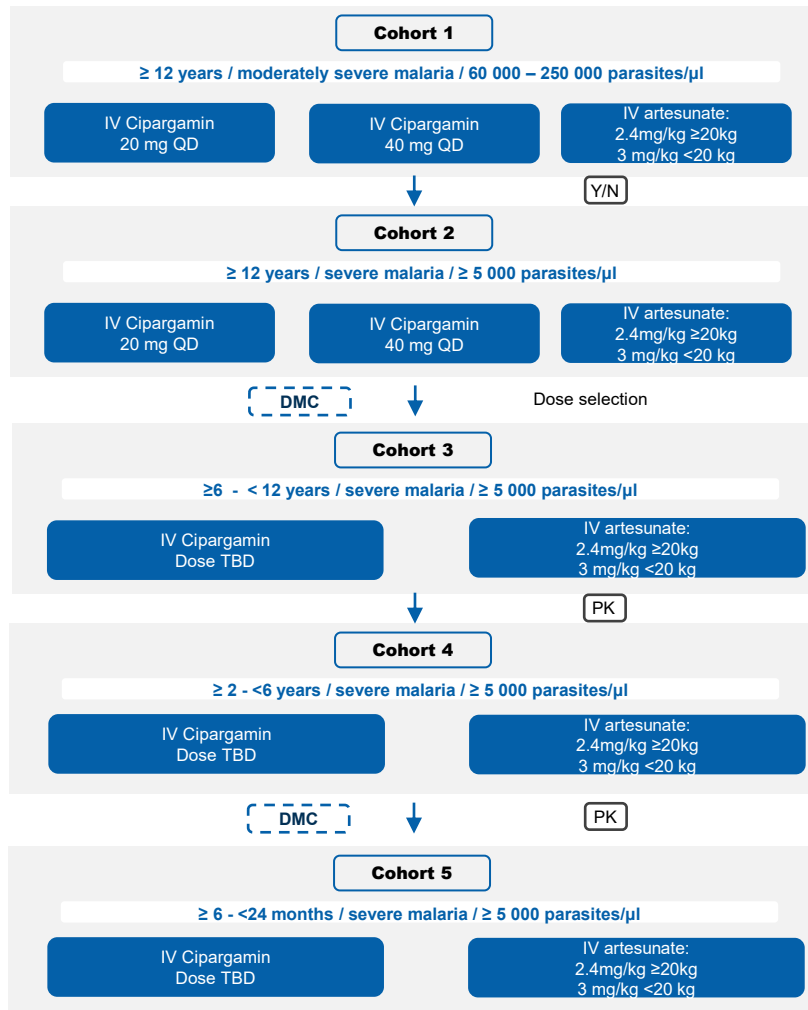 Cohort 1
≥ 12 years / moderately severe malaria / 60 000 – 250 000 parasites/µl
IV Cipargamin
20 mg QD
IV Cipargamin
40 mg QD
IV artesunate:
2.4mg/kg ≥20kg
3 mg/kg <20 kg
Y/N
Cohort 2
≥ 12 years / severe malaria / ≥ 5 000 parasites/µl
IV Cipargamin
20 mg QD
IV Cipargamin
40 mg QD
IV artesunate:
2.4mg/kg ≥20kg
3 mg/kg <20 kg
DMC
Dose selection
Cohort 3
≥6 - < 12 years / severe malaria / ≥ 5 000 parasites/µl
IV Cipargamin
Dose TBD
IV artesunate:
2.4mg/kg ≥20kg
3 mg/kg <20 kg
PK
Cohort 4
≥ 2 - <6 years / severe malaria / ≥ 5 000 parasites/µl
IV Cipargamin
Dose TBD
IV artesunate:
2.4mg/kg ≥20kg
3 mg/kg <20 kg
DMC
PK
Cohort 5
≥ 6 - <24 months / severe malaria / ≥ 5 000 parasites/µl
IV Cipargamin
Dose TBD
IV artesunate:
2.4mg/kg ≥20kg
3 mg/kg <20 kg